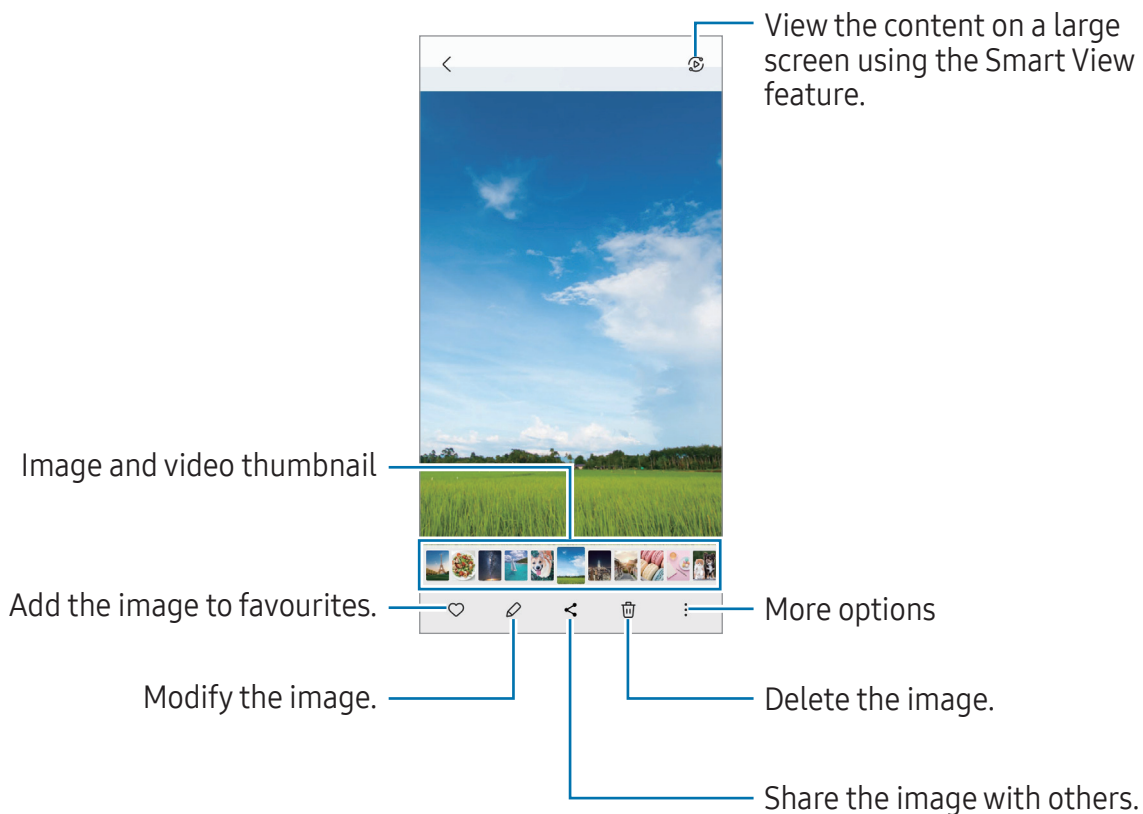 View the content on a large
screen using the Smart View
feature.
Image and video thumbnail
Add the image to favourites.
More options
Modify the image.
Delete the image.
Share the image with others.